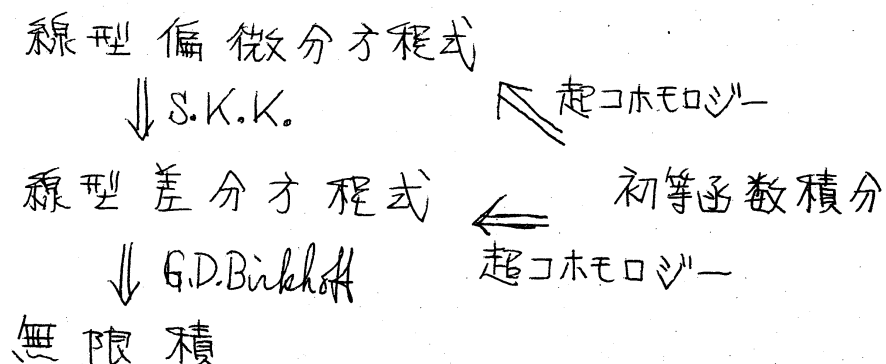 線型偏微分方程式
⇓ S.K.K.
超コホモロジー
線型差分方程式
初等函数積分
⇓ G.D.Birkhoff
超コホモロジー
無限積